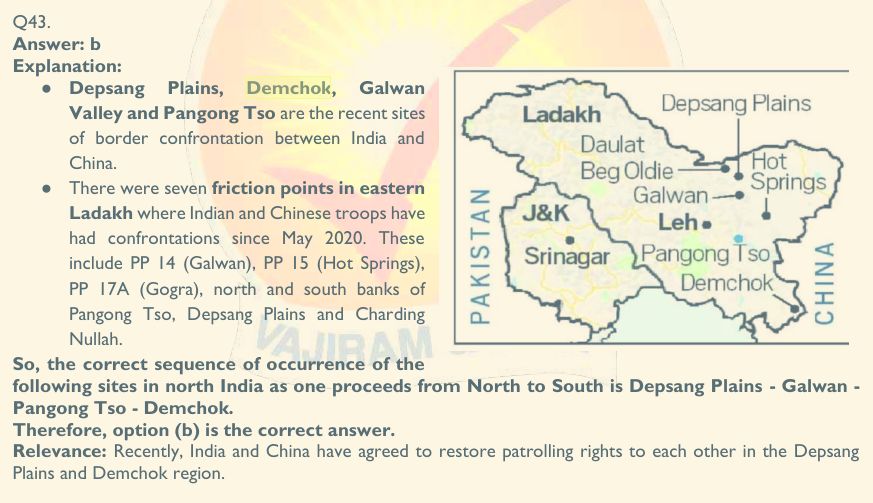 Q43.
Answer: b
Explanation:
● Depsang Plains, Demchok, Galwan
Valley and Pangong Tso are the recent sites
of border confrontation between India and
China.
● There were seven friction points in eastern
Ladakh where Indian and Chinese troops have
had confrontations since May 2020. These
include PP 14 (Galwan), PP 15 (Hot Springs),
PP 17A (Gogra), north and south banks of
Pangong Tso, Depsang Plains and Charding
Nullah.
Depsang Plains
Ladakh
Daulat
Beg Oldie
Hot
Springs
Galwan
J&K
Leh
Srinagar
Pangong Tso
Demchok
PAKISTAN
CHINA
VAJIRAM
So, the correct sequence of occurrence of the
following sites in north India as one proceeds from North to South is Depsang Plains - Galwan -
Pangong Tso - Demchok.
Therefore, option (b) is the correct answer.
Relevance: Recently, India and China have agreed to restore patrolling rights to each other in the Depsang
Plains and Demchok region.